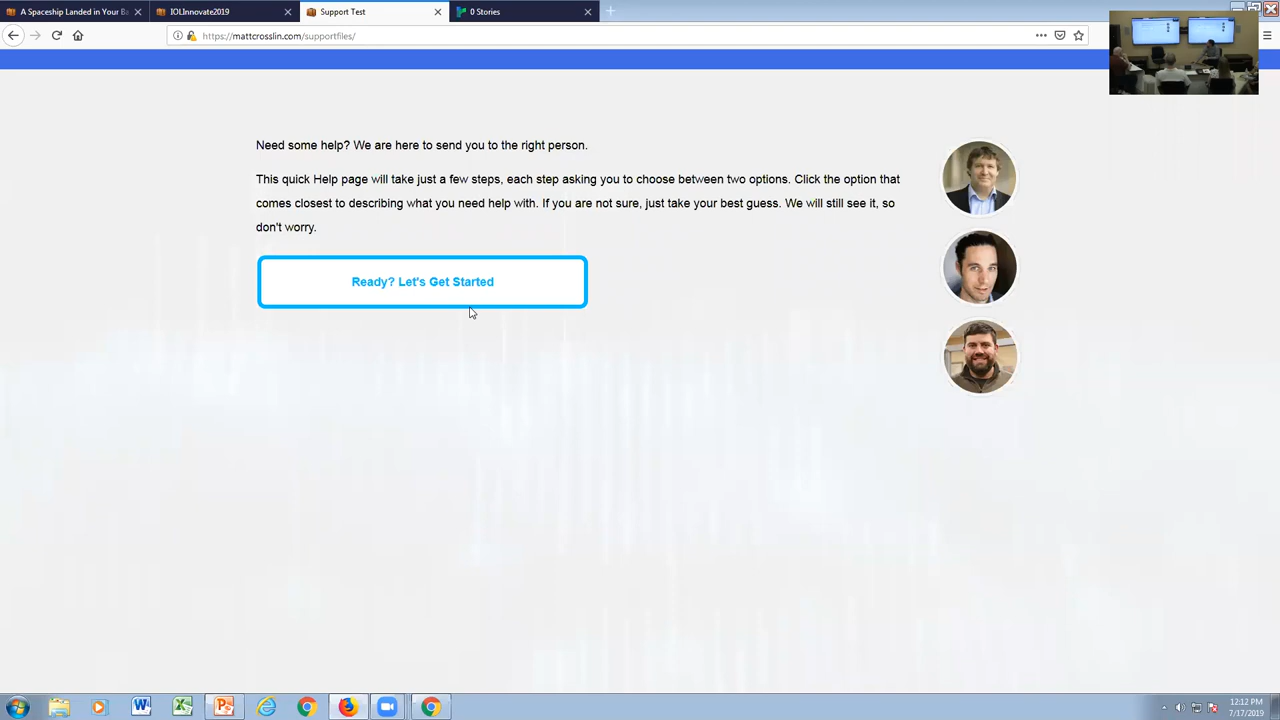 A Spaceship Landed in Your Ba
IOLInnovate2019
Support Test
0 Stories
https://mattcrosslin.com/supportfiles/
Need some help? We are here to send you to the right person.
This quick Help page will take just a few steps, each step asking you to choose between two options. Click the option that
comes closest to describing what you need help with. If you are not sure, just take your best guess. We will still see it, so
don't worry.
Ready? Let's Get Started
12:12 PM
7/17/2019